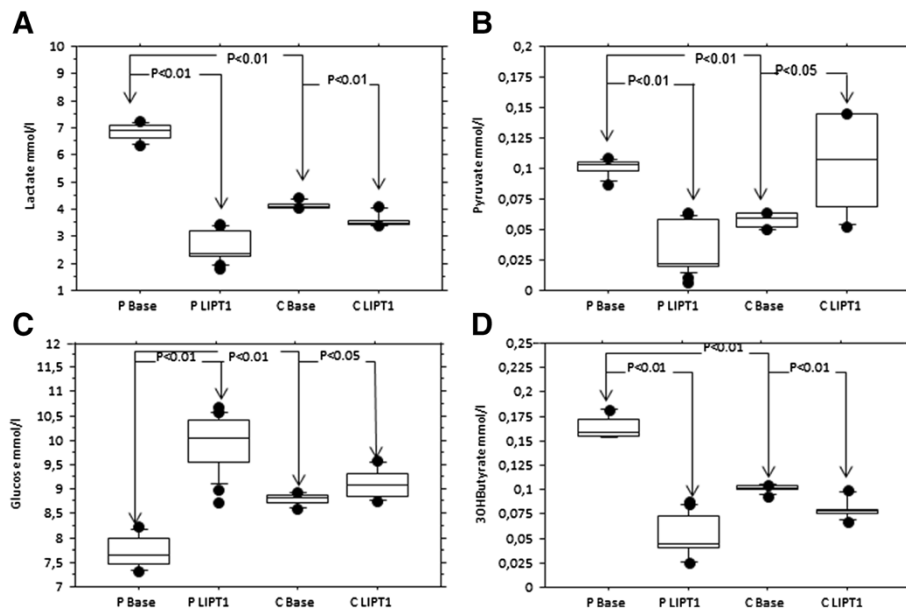 A
Lactate mmol/l
10
9
8
7
6
5
4
3
2
1
P<0.01
P<0.01
P<0.01
P Base
P LIPT1
C Base
C LIPT1
B
Pyruvate mmol/l
0,2
0,175
0,15
0,125
0,1
0,075
0,05
0,025
0
P<0.01
P<0.01
P<0.05
P Base
P LIPT1
C Base
C LIPT1
C
Glucose mmol/l
12
11,5
11
10,5
10
9,5
9
8,5
8
7,5
7
P<0.01
P<0.01
P<0.05
P Base
P LIPT1
C Base
C LIPT1
D
3OHButyrate mmol/l
0,25
0,225
0,2
0,175
0,15
0,125
0,1
0,075
0,05
0,025
0
P<0.01
P<0.01
P<0.01
P Base
P LIPT1
C Base
C LIPT1